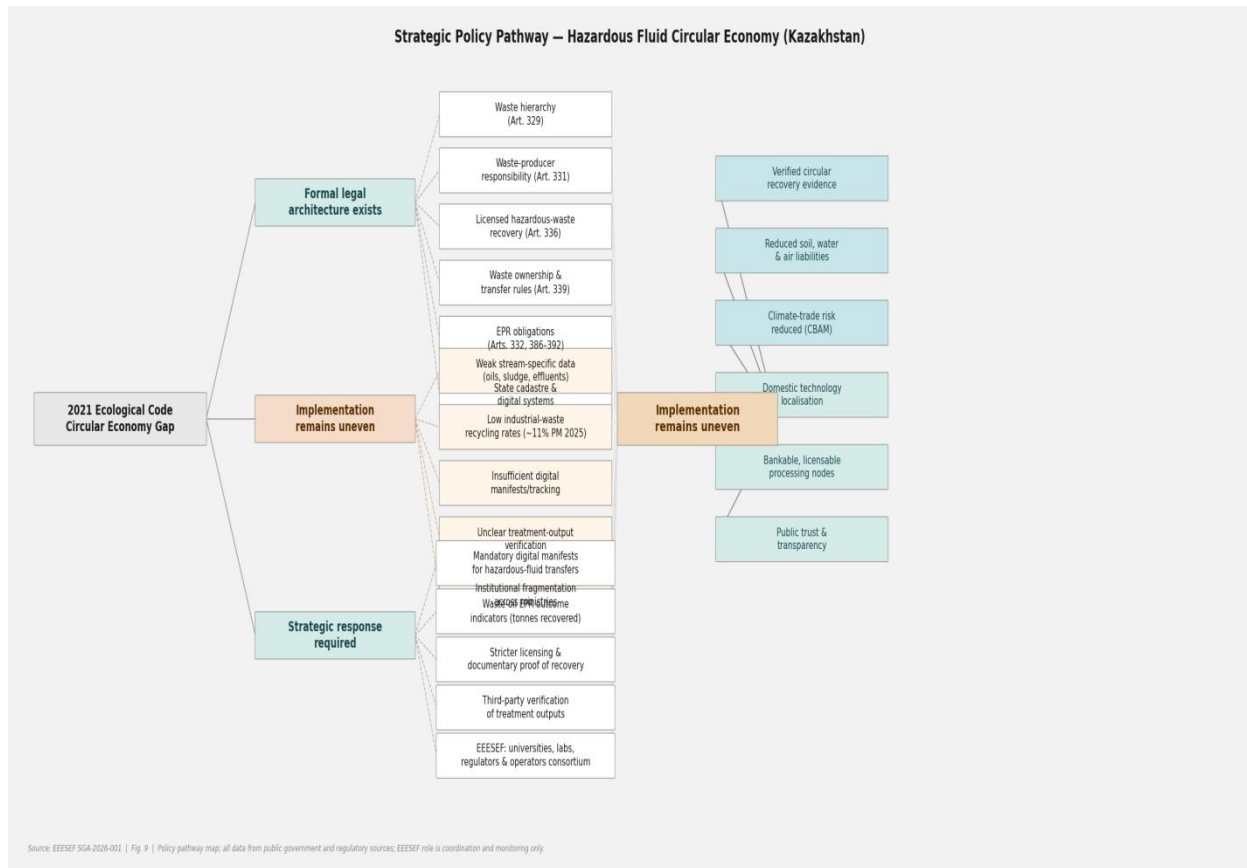 Strategic Policy Pathway — Hazardous Fluid Circular Economy (Kazakhstan)
2021 Ecological Code
Circular Economy Gap
Formal legal
architecture exists
Implementation
remains uneven
Strategic response
required
Waste hierarchy
(Art. 329)
Waste-producer
responsibility (Art. 331)
Licensed hazardous-waste
recovery (Art. 336)
Waste ownership &
transfer rules (Art. 339)
EPR obligations
(Arts. 332, 386–392)
Weak stream-specific data
(oils, sludge, effluents)
State cadastre &
digital systems
Low industrial-waste
recycling rates (~11% PM 2025)
Insufficient digital
manifests/tracking
Unclear treatment-output
verification
Mandatory digital manifests
for hazardous-fluid transfers
Institutional fragmentation
across ministries
Waste-oil EPR outcome
indicators (tonnes recovered)
Stricter licensing &
documentary proof of recovery
Third-party verification
of treatment outputs
EEESEF: universities, labs,
regulators & operators consortium
Implementation
remains uneven
Verified circular
recovery evidence
Reduced soil, water
& air liabilities
Climate-trade risk
reduced (CBAM)
Domestic technology
localisation
Bankable, licensable
processing nodes
Public trust &
transparency
Source: EEESEF SGA-2026-001 | Fig. 9 | Policy pathway map; all data from public government and regulatory sources; EEESEF role is coordination and monitoring only.